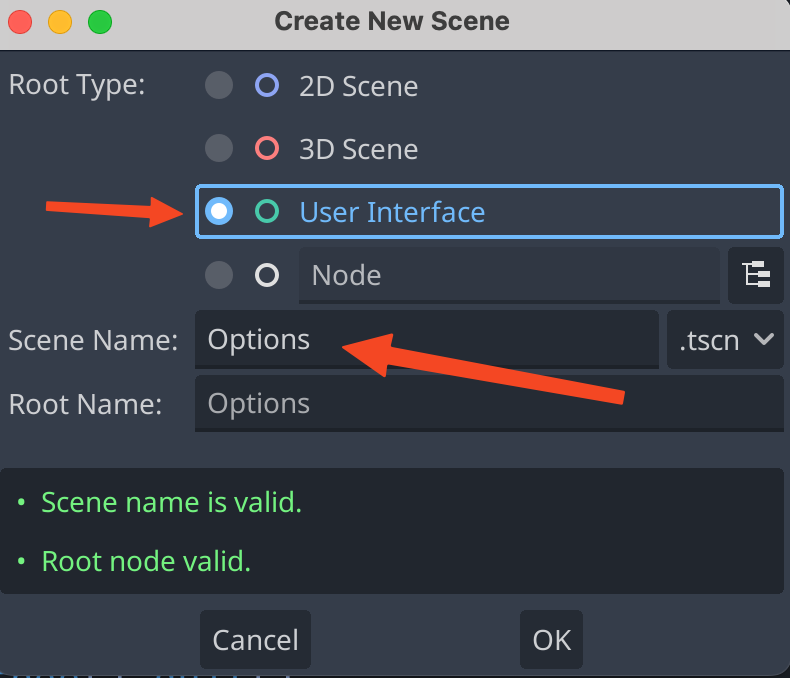 Create New Scene
Root Type:
2D Scene
3D Scene
User Interface
Node
Scene Name: Options .tscn
Root Name: Options
• Scene name is valid.
• Root node valid.
Cancel OK